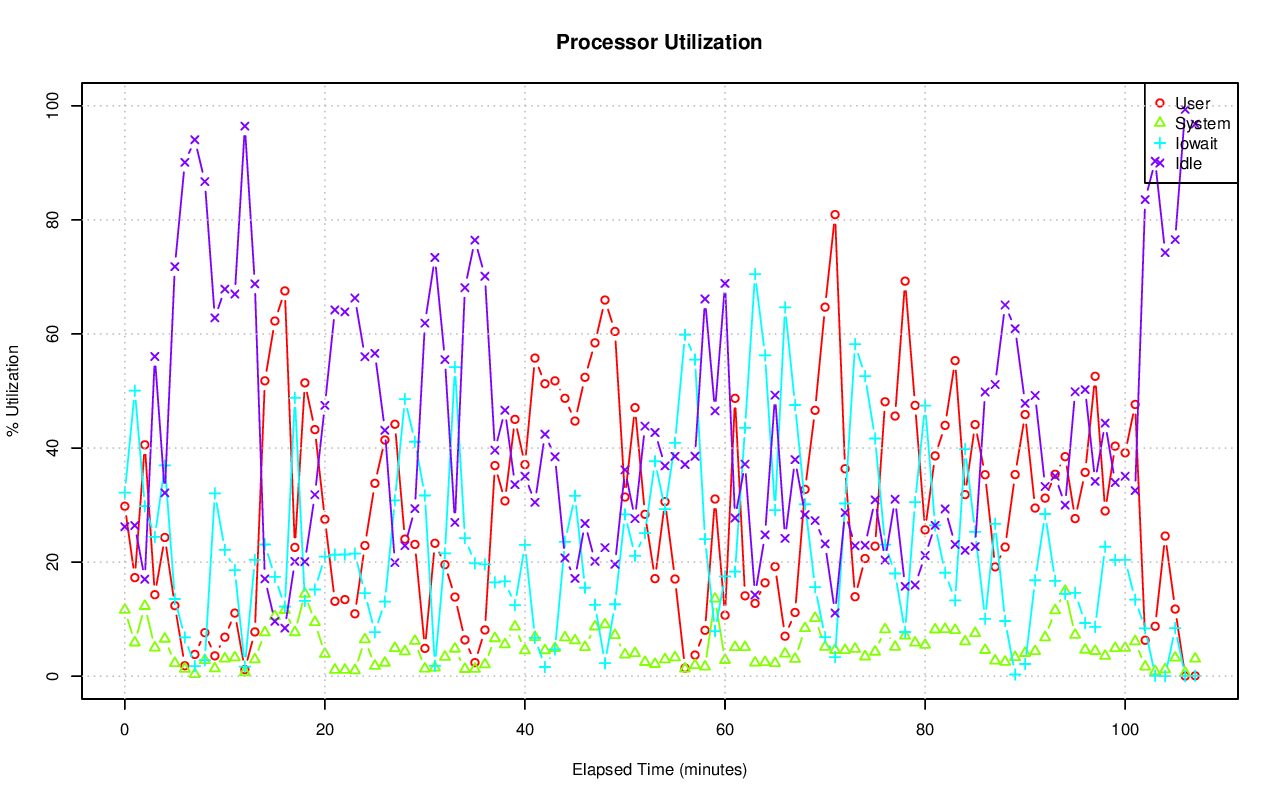 Processor Utilization
% Utilization
100
80
60
40
20
0
User
System
Iowait
Idle
0 20 40 60 80 100
Elapsed Time (minutes)